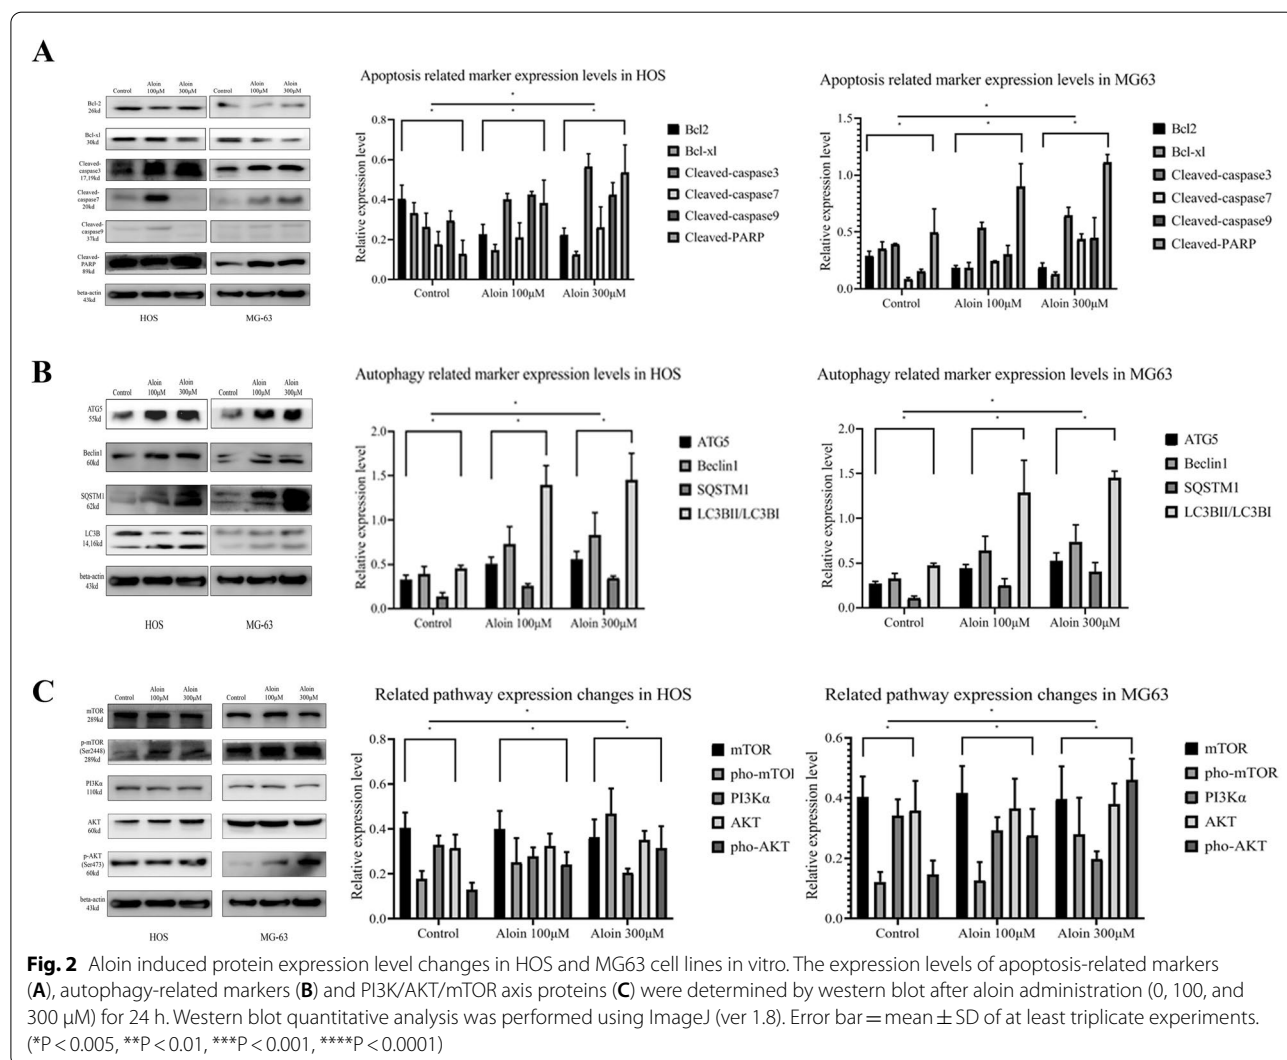 A
Control
Aloin
100μM
Aloin
300μM
Control
Aloin
100μM
Aloin
300μM
Bcl-2
26kd
Bcl-xl
30kd
Cleaved-
caspase3
17,19kd
Cleaved-
caspase7
20kd
Cleaved-
caspase9
37kd
Cleaved-
PARP
89kd
beta-actin
43kd
HOS
MG-63
Apoptosis related marker expression levels in HOS
*
* * *
Relative expression level
0.8
0.6
0.4
0.2
0.0
Control
Aloin 100μM
Aloin 300μM
Bcl2
Bcl-xl
Cleaved-caspase3
Cleaved-caspase7
Cleaved-caspase9
Cleaved-PARP
Apoptosis related marker expression levels in MG63
*
* * *
Relative expression level
1.5
1.0
0.5
0.0
Control
Aloin 100μM
Aloin 300μM
Bcl2
Bcl-xl
Cleaved-caspase3
Cleaved-caspase7
Cleaved-caspase9
Cleaved-PARP
B
Control
Aloin
100μM
Aloin
300μM
Control
Aloin
100μM
Aloin
300μM
ATG5
55kd
Beclin1
60kd
SQSTM1
62kd
LC3B
14,16kd
beta-actin
43kd
HOS
MG-63
Autophagy related marker expression levels in HOS
*
* * *
Relative expression level
2.0
1.5
1.0
0.5
0.0
Control
Aloin 100μM
Aloin 300μM
ATG5
Beclin1
SQSTM1
LC3BII/LC3BI
Autophagy related marker expression levels in MG63
*
* * *
Relative expression level
2.0
1.5
1.0
0.5
0.0
Control
Aloin 100μM
Aloin 300μM
ATG5
Beclin1
SQSTM1
LC3BII/LC3BI
C
Control
Aloin
100μM
Aloin
300μM
Control
Aloin
100μM
Aloin
300μM
mTOR
289kd
p-mTOR
(Ser2448)
289kd
PI3Kα
110kd
AKT
60kd
p-AKT
(Ser473)
60kd
beta-actin
43kd
HOS
MG-63
Related pathway expression changes in HOS
*
* * *
Relative expression level
0.8
0.6
0.4
0.2
0.0
Control
Aloin 100μM
Aloin 300μM
mTOR
pho-mTOI
PI3Kα
AKT
pho-AKT
Related pathway expression changes in MG63
*
* * *
Relative expression level
0.6
0.4
0.2
0.0
Control
Aloin 100μM
Aloin 300μM
mTOR
pho-mTOR
PI3Kα
AKT
pho-AKT
Fig. 2 Aloin induced protein expression level changes in HOS and MG63 cell lines in vitro. The expression levels of apoptosis-related markers
(A), autophagy-related markers (B) and PI3K/AKT/mTOR axis proteins (C) were determined by western blot after aloin administration (0, 100, and
300 μM) for 24 h. Western blot quantitative analysis was performed using ImageJ (ver 1.8). Error bar = mean ± SD of at least triplicate experiments.
(*P < 0.005, **P < 0.01, ***P < 0.001, ****P < 0.0001)